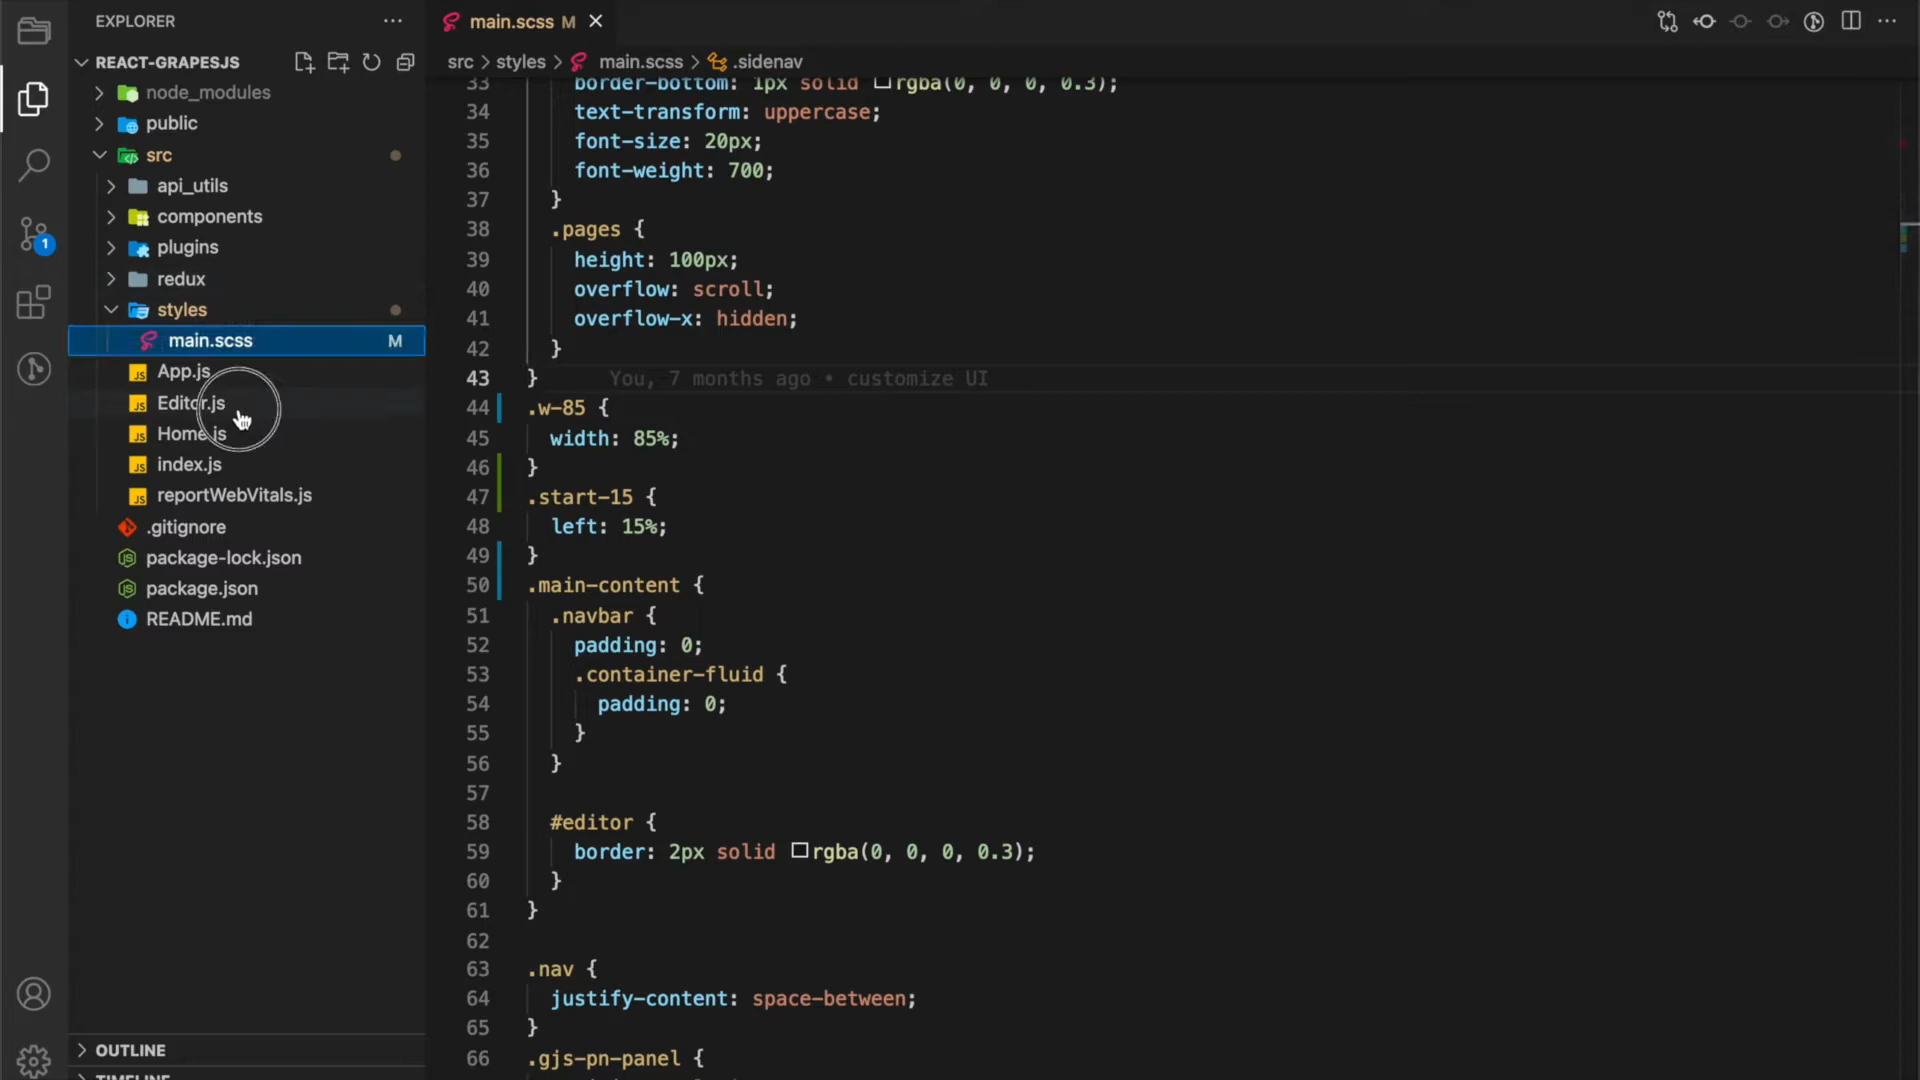 EXPLORER
REACT-GRAPESJS
node_modules
public
src
api_utils
components
plugins
redux
styles
main.scss M
App.js
Editor.js
Home.js
index.js
reportWebVitals.js
.gitignore
package-lock.json
package.json
README.md
OUTLINE
TIMELINE
1
main.scss M
src > styles > main.scss > .sidenav
33 border-bottom: 1px solid rgba(0, 0, 0, 0.3);
34 text-transform: uppercase;
35 font-size: 20px;
36 font-weight: 700;
37 }
38 .pages {
39 height: 100px;
40 overflow: scroll;
41 overflow-x: hidden;
42 }
43 } You, 7 months ago • customize UI
44 .w-85 {
45 width: 85%;
46 }
47 .start-15 {
48 left: 15%;
49 }
50 .main-content {
51 .navbar {
52 padding: 0;
53 .container-fluid {
54 padding: 0;
55 }
56 }
57
58 #editor {
59 border: 2px solid rgba(0, 0, 0, 0.3);
60 }
61 }
62
63 .nav {
64 justify-content: space-between;
65 }
66 .gjs-pn-panel {